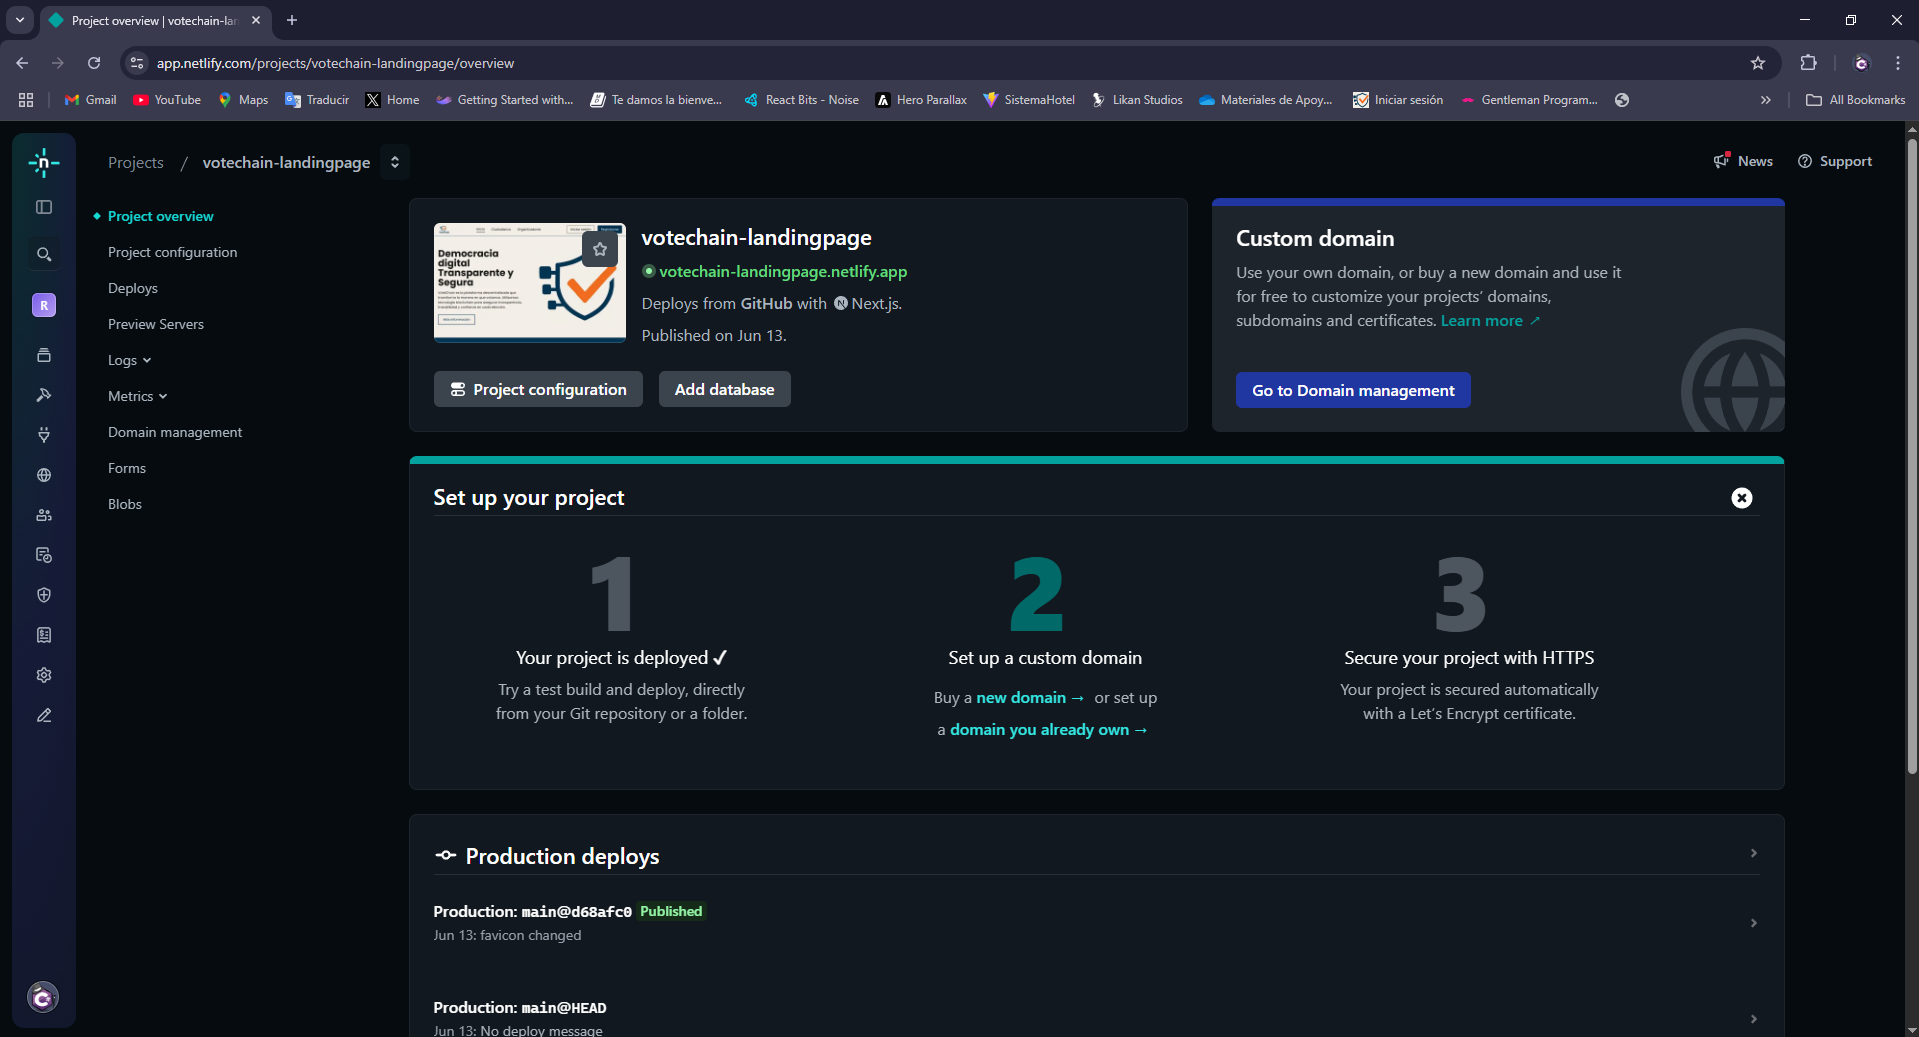 Project overview | votechain-lan
app.netlify.com/projects/votechain-landingpage/overview
Gmail
YouTube
Maps
Traducir
Home
Getting Started with...
Te damos la bienve...
React Bits - Noise
Hero Parallax
SistemaHotel
Likan Studios
Materiales de Apoy...
Iniciar sesión
Gentleman Program...
All Bookmarks
Projects / votechain-landingpage
News
Support
Project overview
Project configuration
Deploys
Preview Servers
Logs
Metrics
Domain management
Forms
Blobs
R
Democracia
digital
Transparente y
Segura
votechain-landingpage
votechain-landingpage.netlify.app
Deploys from GitHub with N Next.js.
Published on Jun 13.
Project configuration
Add database
Custom domain
Use your own domain, or buy a new domain and use it
for free to customize your projects’ domains,
subdomains and certificates. Learn more ↗
Go to Domain management
Set up your project
1
Your project is deployed ✓
Try a test build and deploy, directly
from your Git repository or a folder.
2
Set up a custom domain
Buy a new domain → or set up
a domain you already own →
3
Secure your project with HTTPS
Your project is secured automatically
with a Let’s Encrypt certificate.
Production deploys
Production: main@d68afc0 Published
Jun 13: favicon changed
Production: main@HEAD
Jun 13: No deploy message